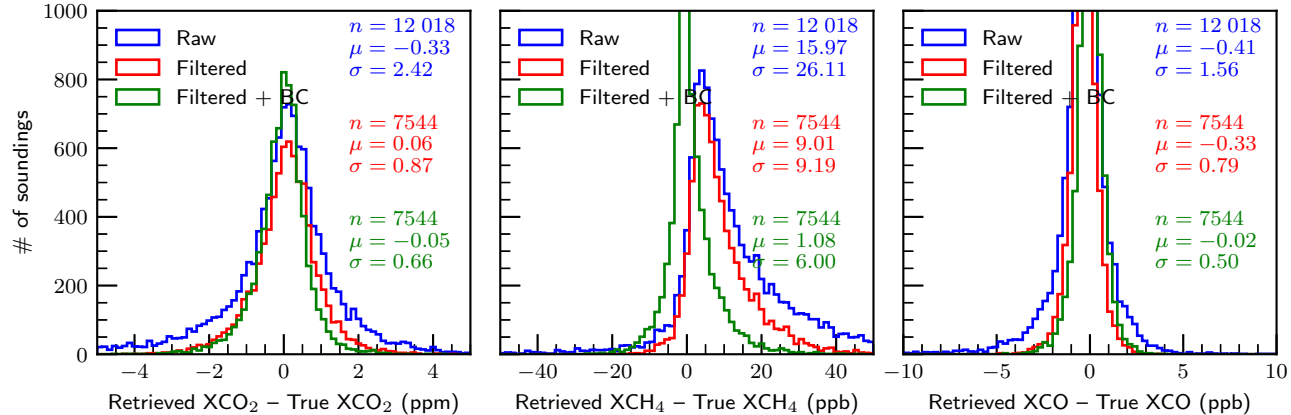 # of soundings
1000
800
600
400
200
0
Raw
Filtered
Filtered + BC
n = 12 018
μ = −0.33
σ = 2.42
n = 7544
μ = 0.06
σ = 0.87
n = 7544
μ = −0.05
σ = 0.66
−4 −2 0 2 4
Retrieved XCO₂ – True XCO₂ (ppm)
Raw
Filtered
Filtered + BC
n = 12 018
μ = 15.97
σ = 26.11
n = 7544
μ = 9.01
σ = 9.19
n = 7544
μ = 1.08
σ = 6.00
−40 −20 0 20 40
Retrieved XCH₄ – True XCH₄ (ppb)
Raw
Filtered
Filtered + BC
n = 12 018
μ = −0.41
σ = 1.56
n = 7544
μ = −0.33
σ = 0.79
n = 7544
μ = −0.02
σ = 0.50
−10 −5 0 5 10
Retrieved XCO – True XCO (ppb)